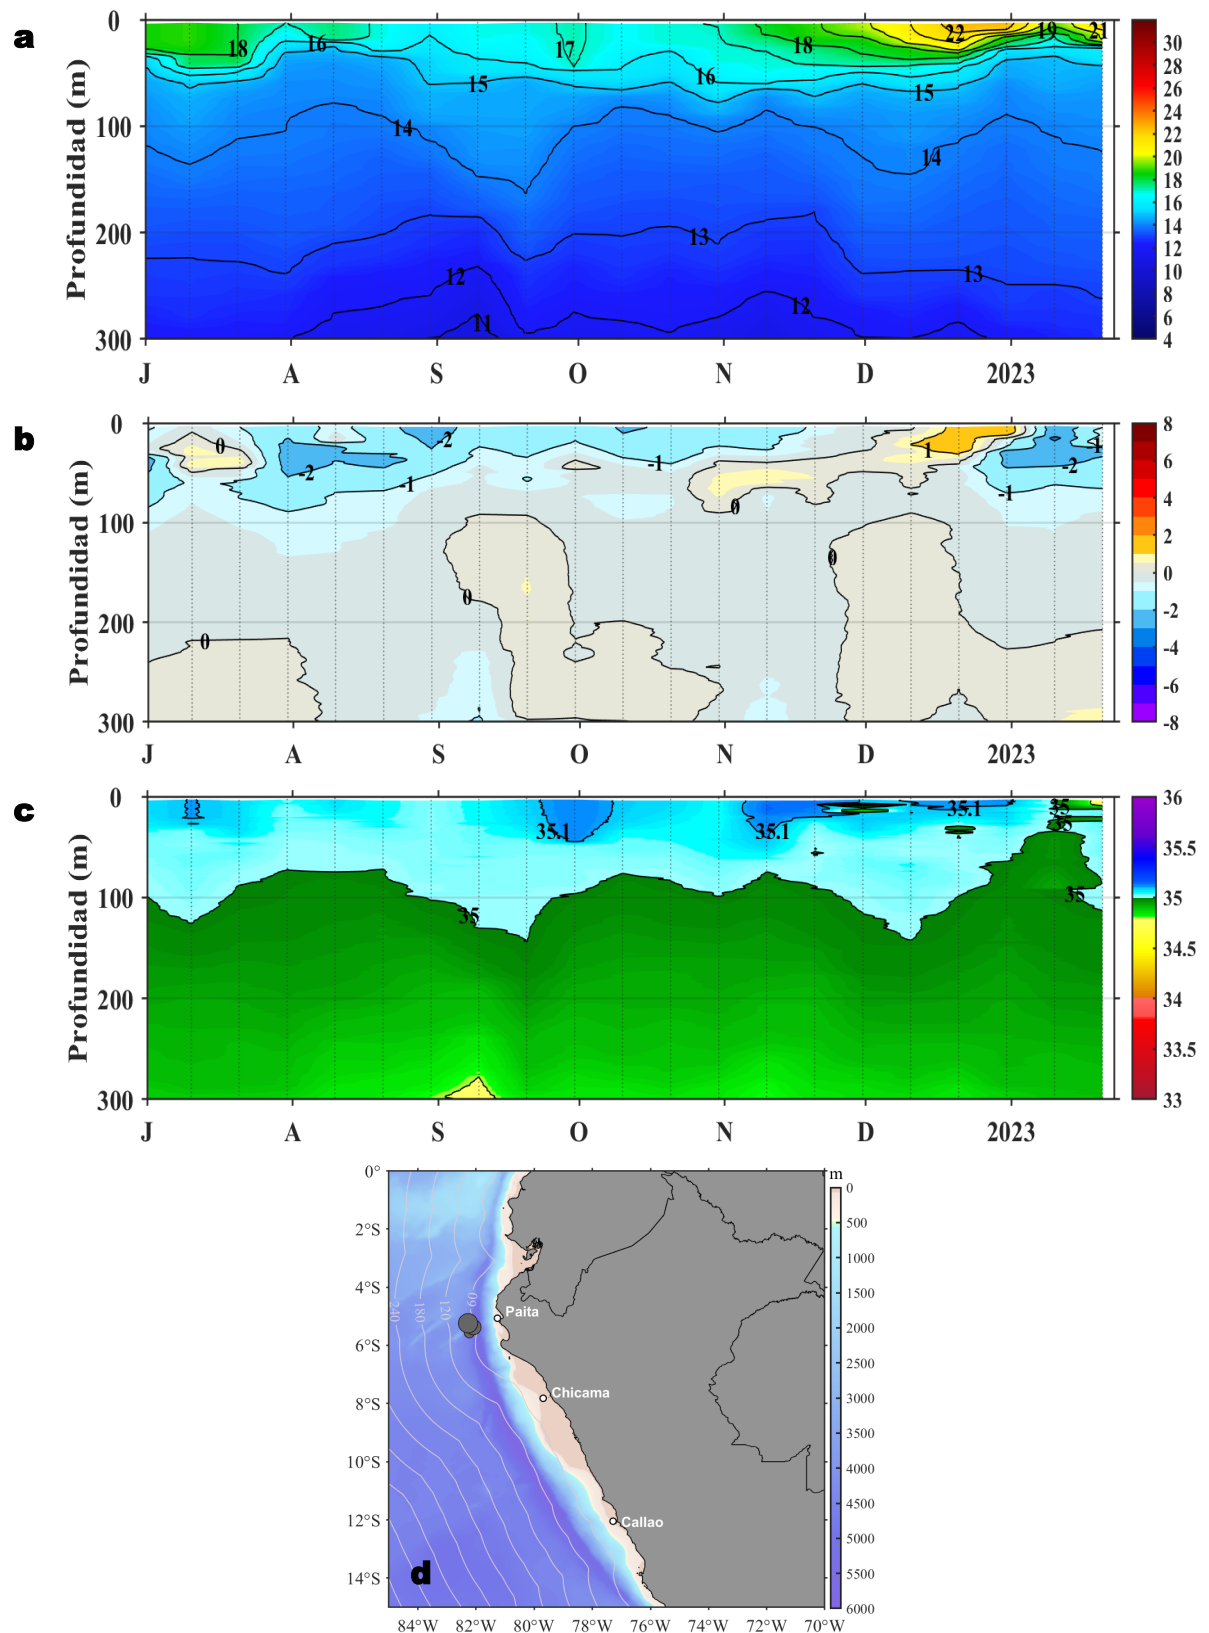 a
Profundidad (m)
0
100
200
300
18
16
17
16
18
22
19
21
15
15
14
14
13
13
12
12
11
J
A
S
O
N
D
2023
30
28
26
24
22
20
18
16
14
12
10
8
6
4
b
Profundidad (m)
0
100
200
300
0
-2
-2
-1
-1
0
1
-1
-2
-1
0
0
0
J
A
S
O
N
D
2023
8
6
4
2
0
-2
-4
-6
-8
c
Profundidad (m)
0
100
200
300
35.1
35.1
35.1
35
35
35
35
J
A
S
O
N
D
2023
36
35.5
35
34.5
34
33.5
33
d
0°
2°S
4°S
6°S
8°S
10°S
12°S
14°S
240
180
120
60
Paita
Chicama
Callao
84°W
82°W
80°W
78°W
76°W
74°W
72°W
70°W
m
0
500
1000
1500
2000
2500
3000
3500
4000
4500
5000
5500
6000